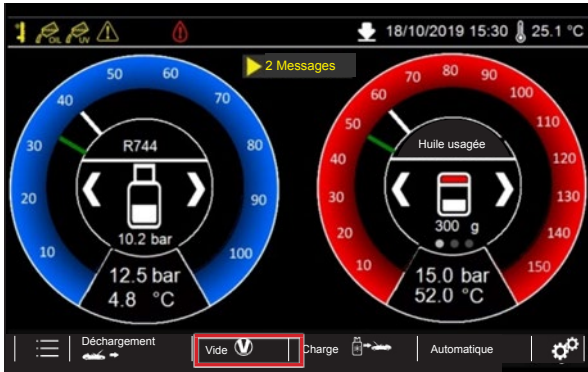 OIL UV 18/10/2019 15:30 25.1 °C
2 Messages
10 20 30 40 50 60 70 80 90 100
R744
10.2 bar
12.5 bar
4.8 °C
10 20 30 40 50 60 70 80 90 100 110 120 130 140 150
Huile usagée
300 g
15.0 bar
52.0 °C
Déchargement Vide V Charge Automatique